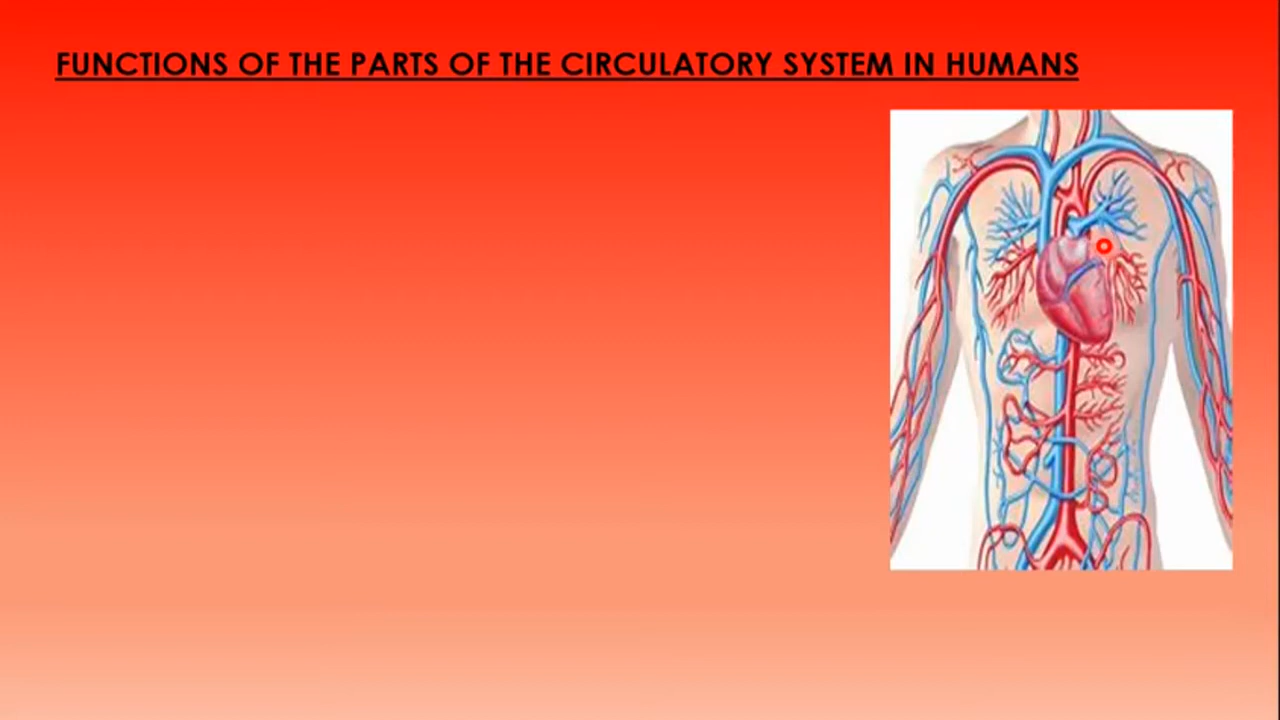 FUNCTIONS OF THE PARTS OF THE CIRCULATORY SYSTEM IN HUMANS